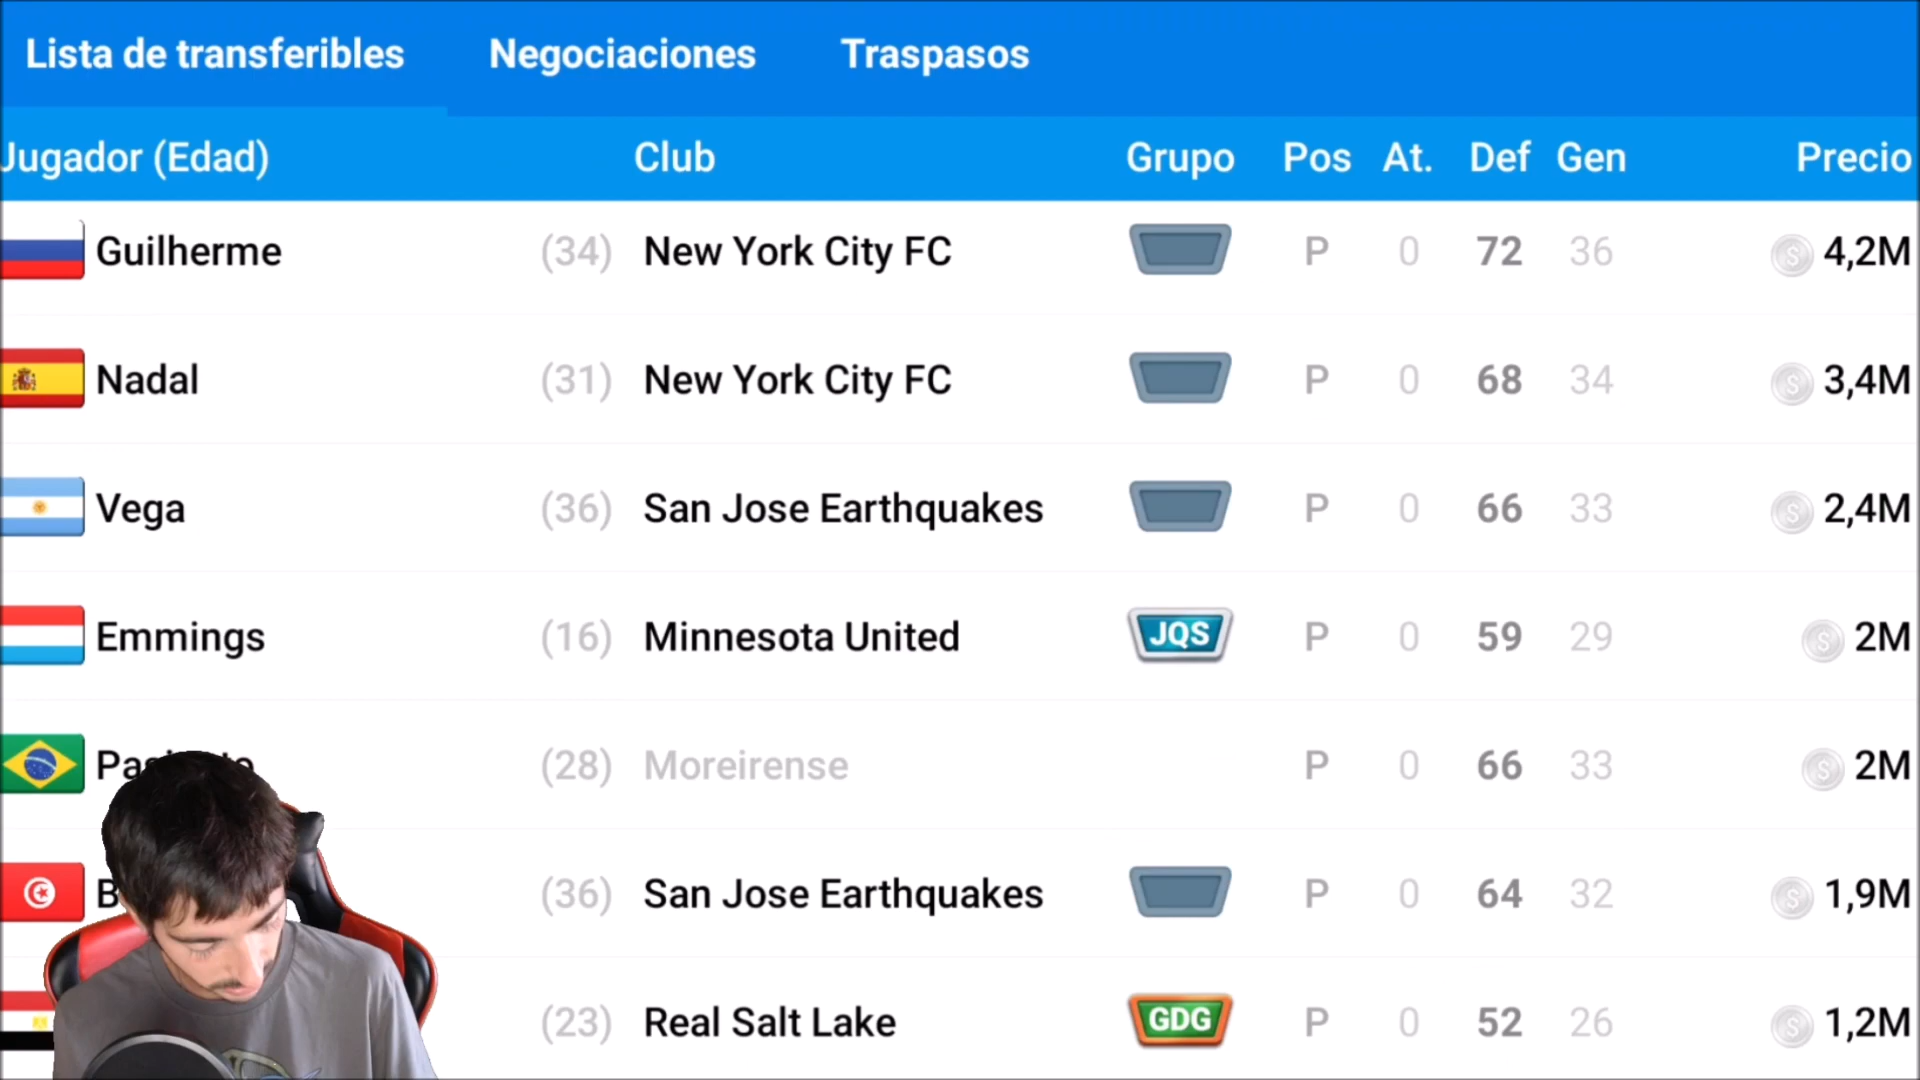 Lista de transferibles Negociaciones Traspasos
Jugador (Edad) Club Grupo Pos At. Def Gen Precio
Guilherme (34) New York City FC P 0 72 36 4,2M
Nadal (31) New York City FC P 0 68 34 3,4M
Vega (36) San Jose Earthquakes P 0 66 33 2,4M
Emmings (16) Minnesota United JQS P 0 59 29 2M
(28) Moreirense P 0 66 33 2M
(36) San Jose Earthquakes P 0 64 32 1,9M
(23) Real Salt Lake GDG P 0 52 26 1,2M